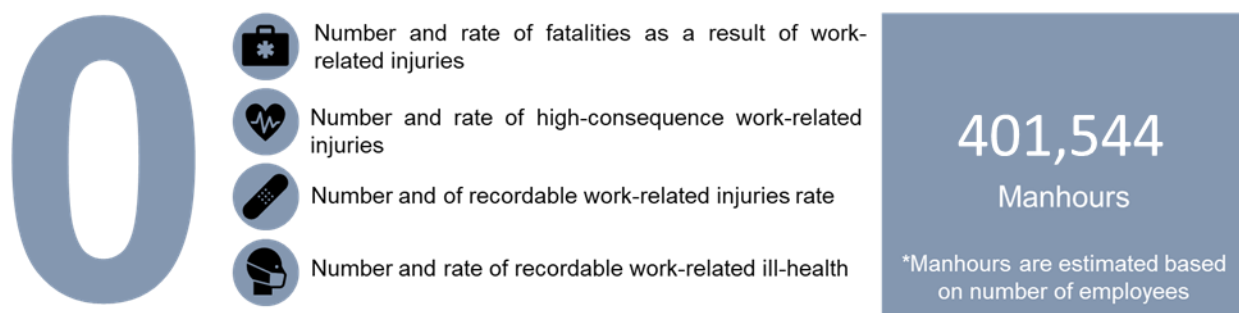 0
Number and rate of fatalities as a result of work-
related injuries
Number and rate of high-consequence work-related
injuries
Number and of recordable work-related injuries rate
Number and rate of recordable work-related ill-health
401,544
Manhours
*Manhours are estimated based
on number of employees